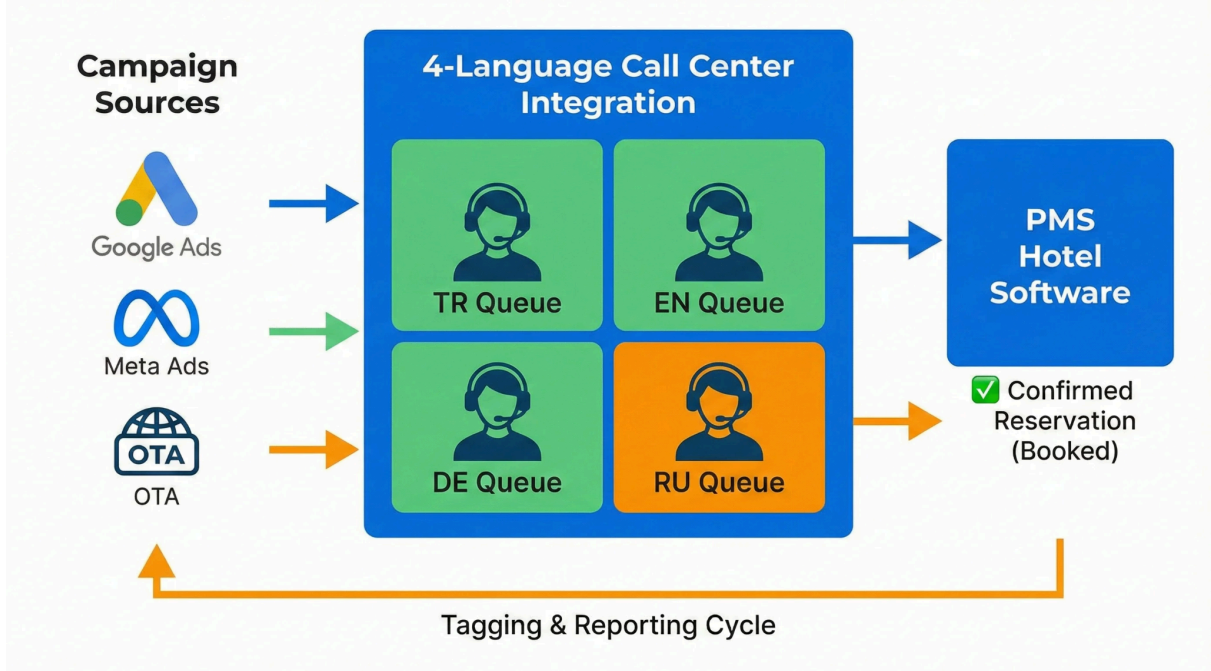 Campaign
Sources
Google Ads
Meta Ads
OTA
OTA
4-Language Call Center
Integration
TR Queue
EN Queue
DE Queue
RU Queue
PMS
Hotel
Software
✅ Confirmed
Reservation
(Booked)
Tagging & Reporting Cycle